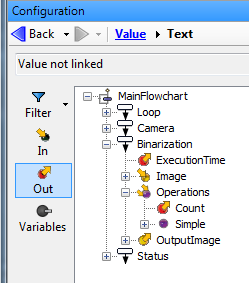 Configuration
Back Value Text
Value not linked
Filter
In
Out
Variables
MainFlowchart
Loop
Camera
Binarization
ExecutionTime
Image
Operations
Count
Simple
OutputImage
Status